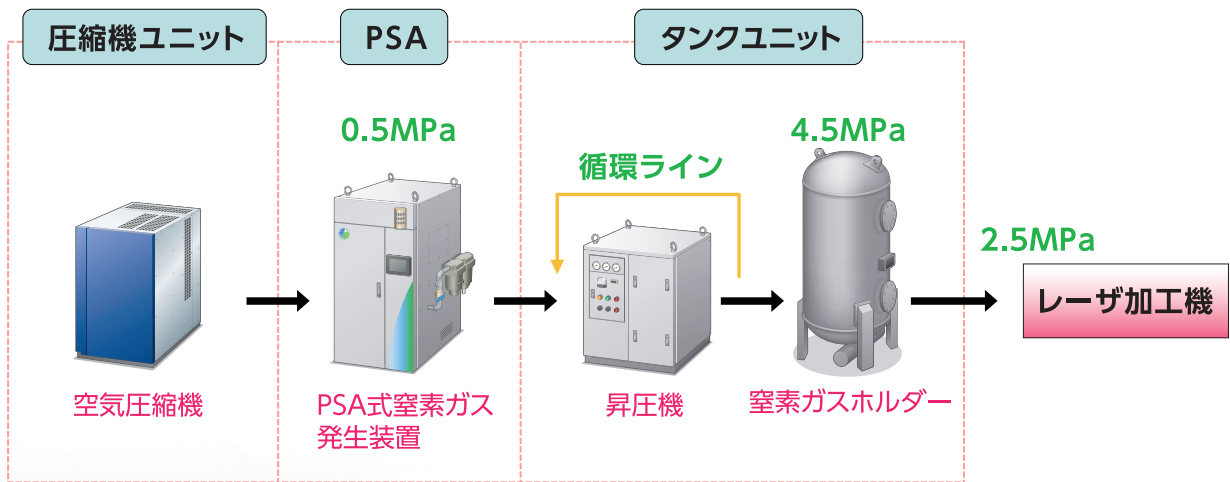 圧縮機ユニット
PSA
タンクユニット
0.5MPa
4.5MPa
循環ライン
2.5MPa
レーザ加工機
空気圧縮機
PSA式窒素ガス
発生装置
昇圧機
窒素ガスホルダー